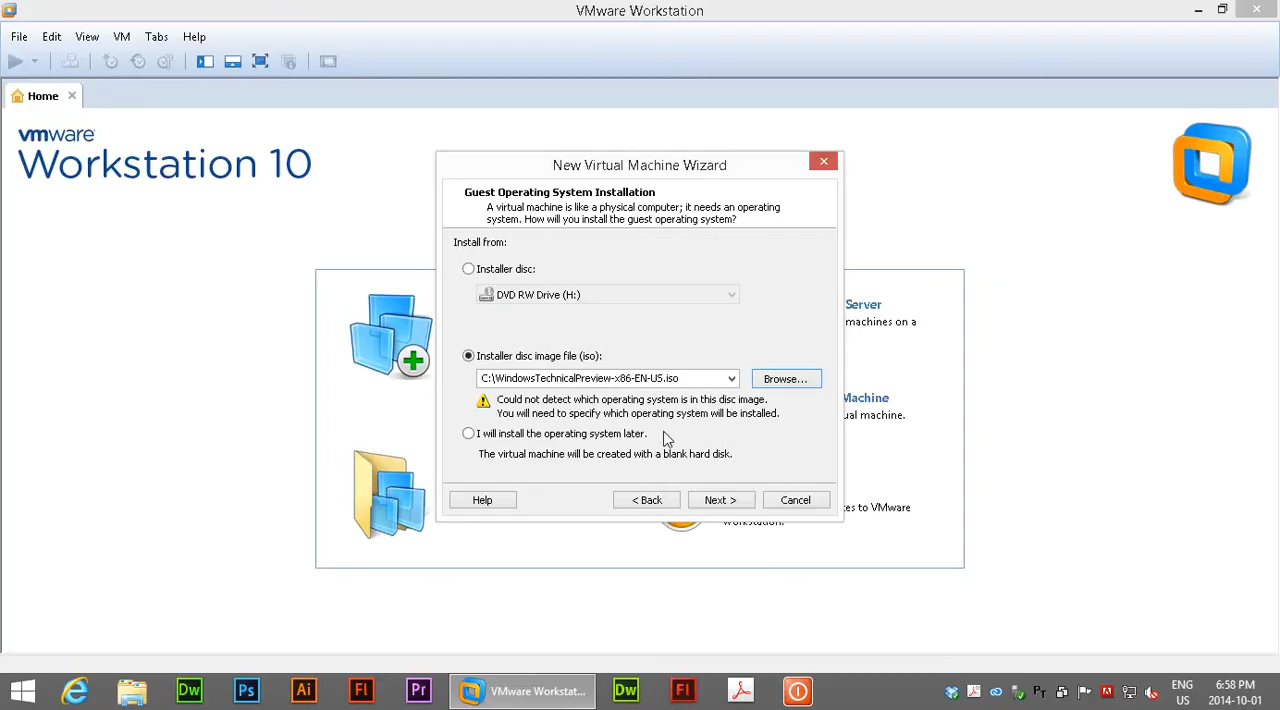 VMware Workstation
File Edit View VM Tabs Help
Home
vmware
Workstation 10
New Virtual Machine Wizard
Guest Operating System Installation
A virtual machine is like a physical computer; it needs an operating
system. How will you install the guest operating system?
Install from:
Installer disc:
DVD RW Drive (H:)
Installer disc image file (iso):
C:\WindowsTechnicalPreview-x86-EN-US.iso
Browse...
Could not detect which operating system is in this disc image.
You will need to specify which operating system will be installed.
I will install the operating system later.
The virtual machine will be created with a blank hard disk.
Help
< Back
Next >
Cancel
Server
machines on a
Machine
ual machine.
es to VMware
Workstation.
Dw
Ps
Ai
Fl
Pr
VMware Workstat...
Dw
Fl
ENG
US
6:58 PM
2014-10-01